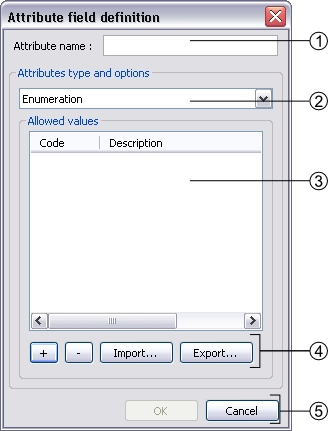 Attribute field definition
Attribute name :
1
Attributes type and options
Enumeration
2
Allowed values
Code Description
3
+ - Import... Export...
4
OK Cancel
5